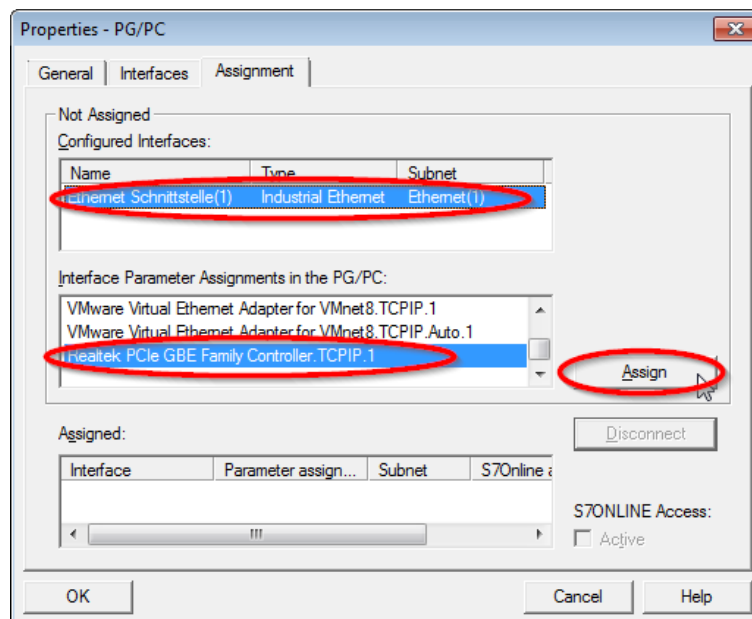 Properties - PG/PC
General Interfaces Assignment
Not Assigned
Configured Interfaces:
Name Type Subnet
Ethernet Schnittstelle(1) Industrial Ethernet Ethernet(1)
Interface Parameter Assignments in the PG/PC:
VMware Virtual Ethernet Adapter for VMnet8.TCPIP.1
VMware Virtual Ethernet Adapter for VMnet8.TCPIP.Auto.1
Realtek PCIe GBE Family Controller.TCPIP.1
Assign
Assigned:
Disconnect
Interface Parameter assign... Subnet S7Online a
S7ONLINE Access:
Active
OK Cancel Help